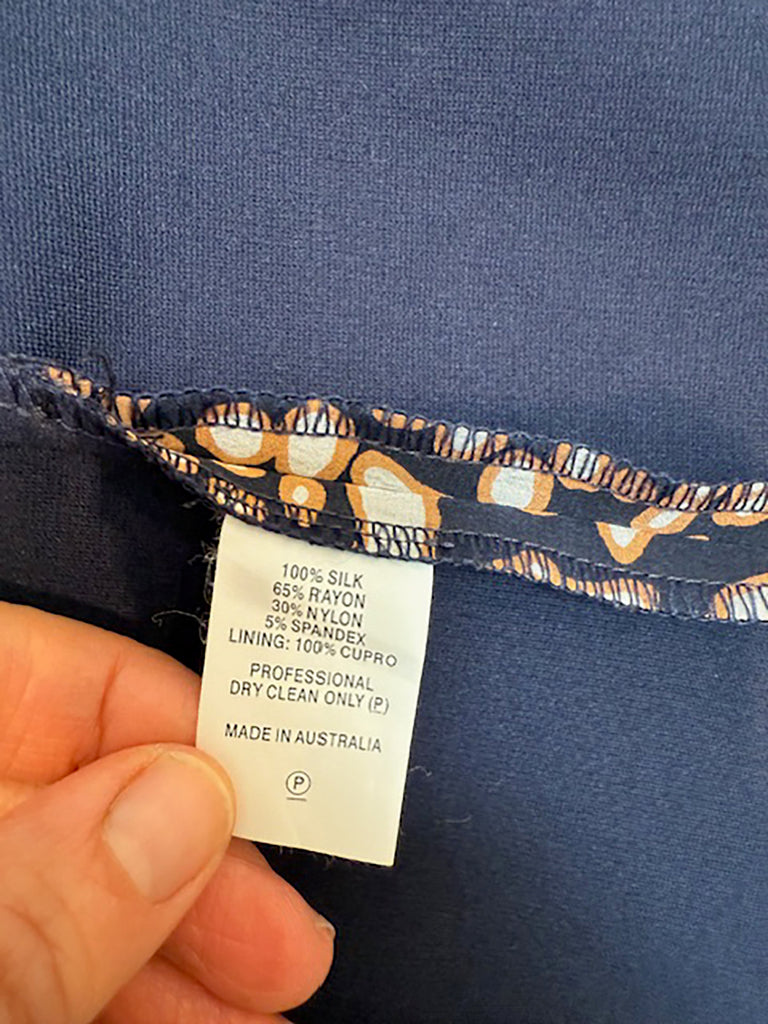 100% SILK
65% RAYON
30% NYLON
5% SPANDEX
LINING: 100% CUPRO
PROFESSIONAL
DRY CLEAN ONLY (P)
MADE IN AUSTRALIA
P